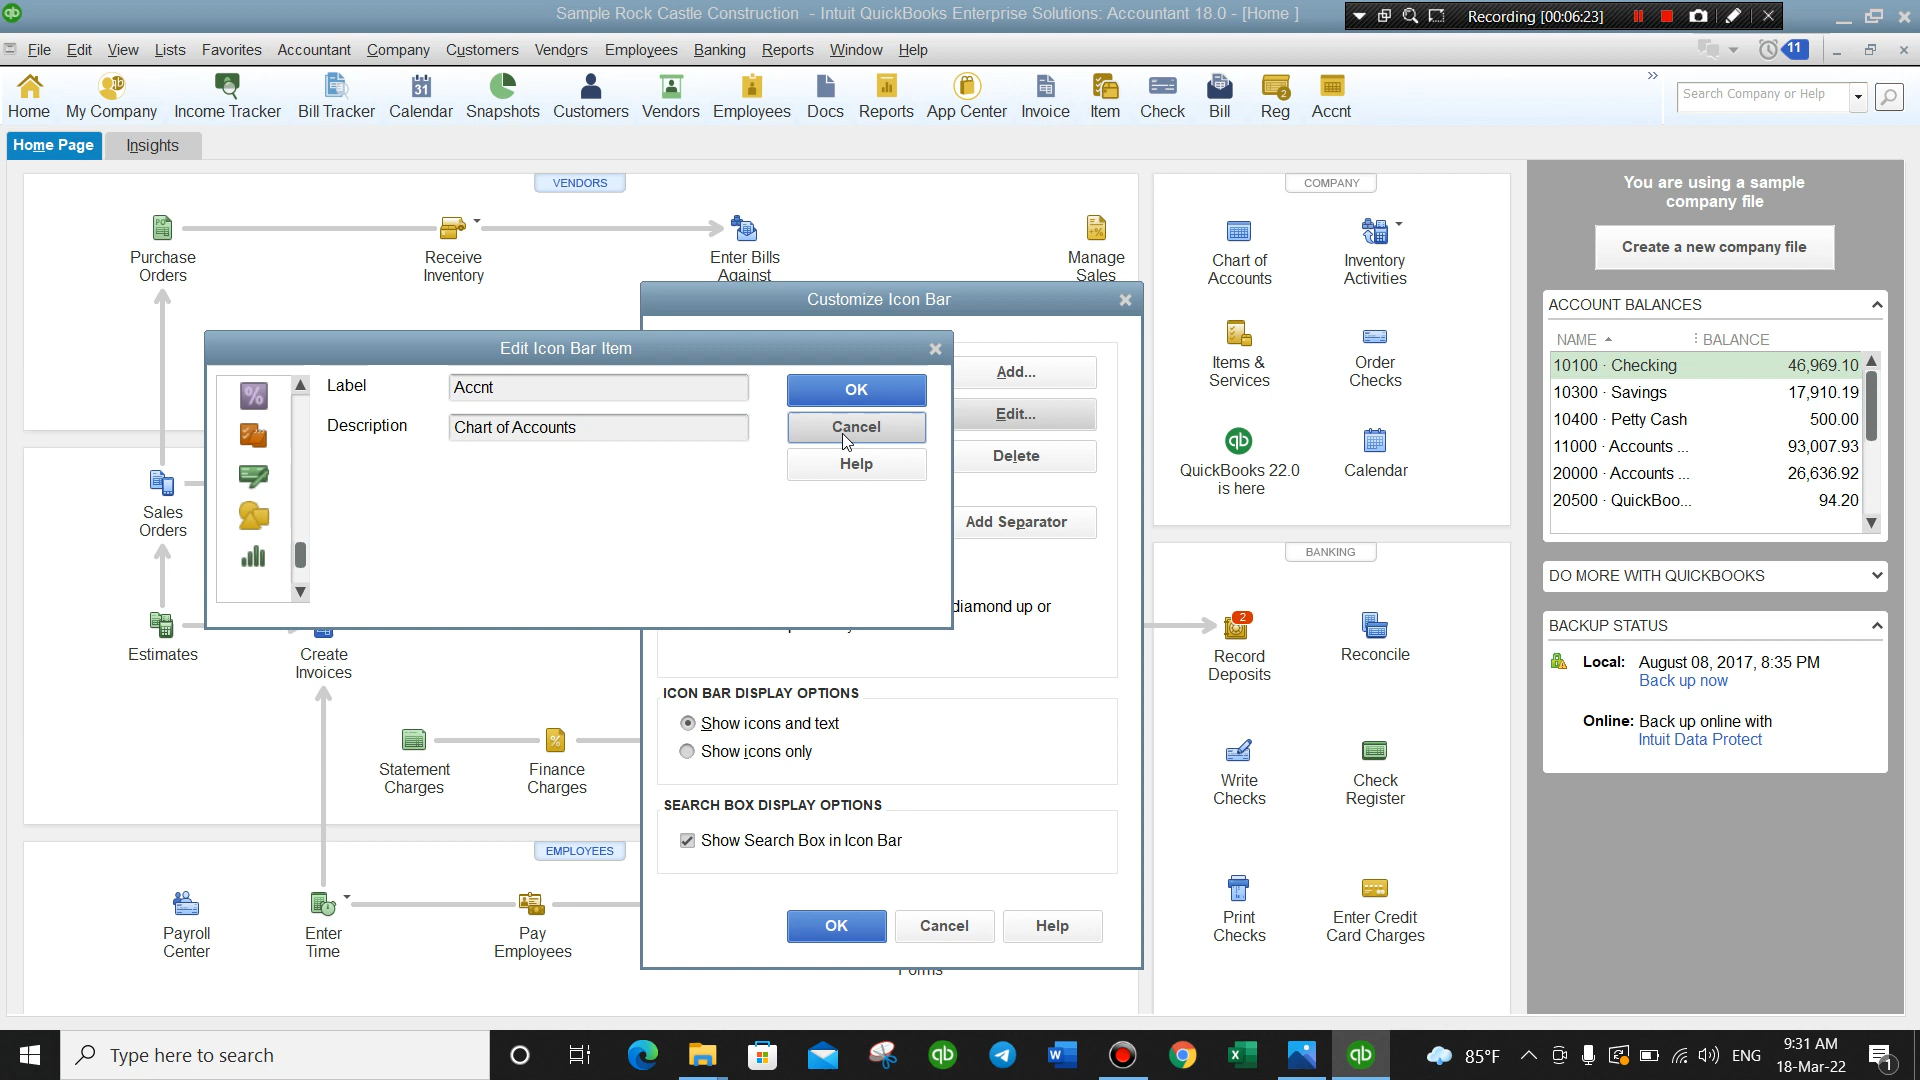 Sample Rock Castle Construction - Intuit QuickBooks Enterprise Solutions: Accountant 18.0 - [Home ]
Recording [00:06:23]
File Edit View Lists Favorites Accountant Company Customers Vendors Employees Banking Reports Window Help
11
Home My Company Income Tracker Bill Tracker Calendar Snapshots Customers Vendors Employees Docs Reports App Center Invoice Item Check Bill Reg Accnt
Search Company or Help
Home Page
Insights
VENDORS
Purchase
Orders
Receive
Inventory
Enter Bills
Against
Manage
Sales
COMPANY
Chart of
Accounts
Inventory
Activities
Items &
Services
Order
Checks
QuickBooks 22.0
is here
Calendar
Customize Icon Bar
Edit Icon Bar Item
Label
Accnt
Description
Chart of Accounts
OK
Cancel
Help
Add...
Edit...
Delete
Add Separator
diamond up or
Sales
Orders
Estimates
Create
Invoices
Statement
Charges
Finance
Charges
ICON BAR DISPLAY OPTIONS
Show icons and text
Show icons only
SEARCH BOX DISPLAY OPTIONS
Show Search Box in Icon Bar
OK
Cancel
Help
EMPLOYEES
Payroll
Center
Enter
Time
Pay
Employees
Forms
BANKING
2
Record
Deposits
Reconcile
Write
Checks
Check
Register
Print
Checks
Enter Credit
Card Charges
You are using a sample
company file
Create a new company file
ACCOUNT BALANCES
NAME BALANCE
10100 · Checking 46,969.10
10300 · Savings 17,910.19
10400 · Petty Cash 500.00
11000 · Accounts ... 93,007.93
20000 · Accounts ... 26,636.92
20500 · QuickBoo... 94.20
DO MORE WITH QUICKBOOKS
BACKUP STATUS
Local: August 08, 2017, 8:35 PM
Back up now
Online: Back up online with
Intuit Data Protect
Type here to search
85°F
ENG
9:31 AM
18-Mar-22
1